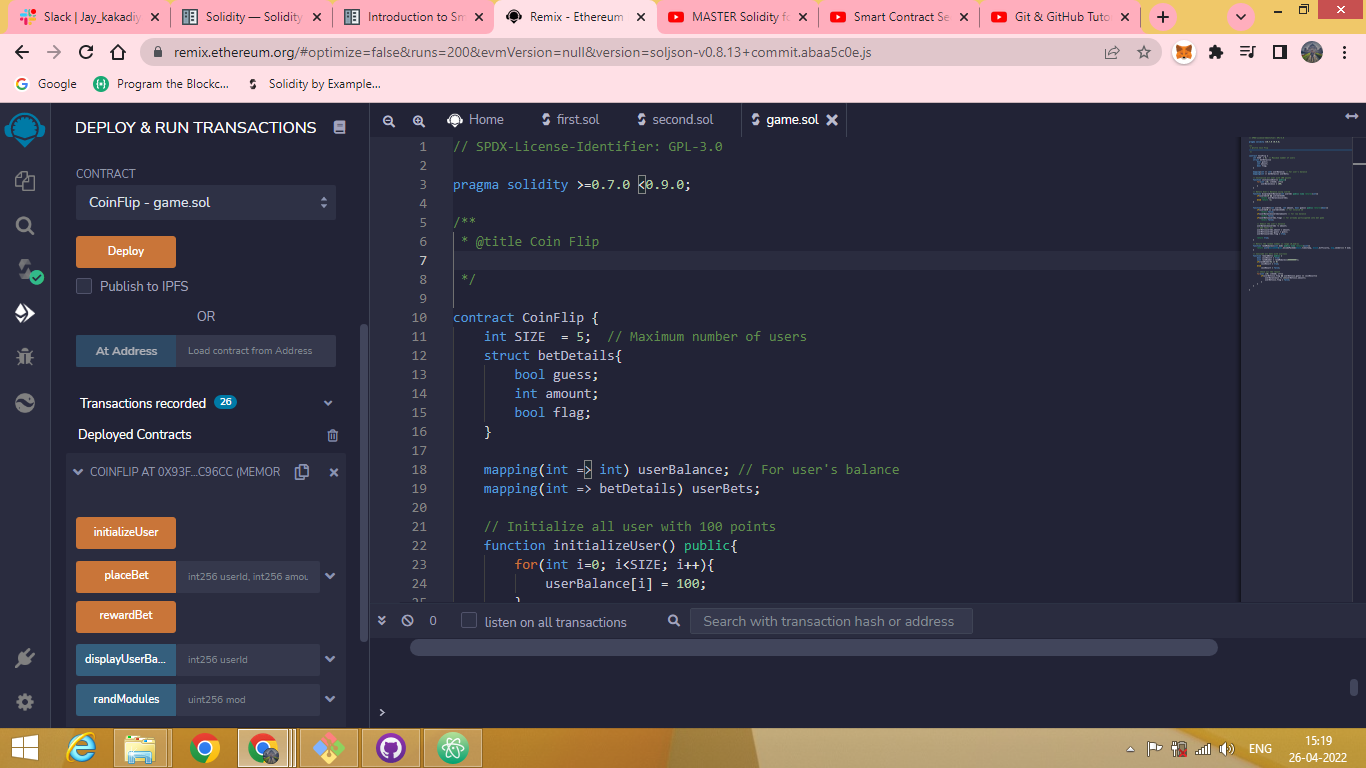 Slack | Jay_kakadiy
Solidity — Solidity
Introduction to Sm
Remix - Ethereum
MASTER Solidity fo
Smart Contract Se
Git & GitHub Tuto
remix.ethereum.org/#optimize=false&runs=200&evmVersion=null&version=soljson-v0.8.13+commit.abaa5c0e.js
Google
Program the Blockc...
Solidity by Example...
DEPLOY & RUN TRANSACTIONS
CONTRACT
CoinFlip - game.sol
Deploy
Publish to IPFS
OR
At Address
Load contract from Address
Transactions recorded 26
Deployed Contracts
COINFLIP AT 0X93F...C96CC (MEMOR
initializeUser
placeBet
int256 userId, int256 amou
rewardBet
displayUserBa...
int256 userId
randModules
uint256 mod
Home
first.sol
second.sol
game.sol
1 // SPDX-License-Identifier: GPL-3.0
2
3 pragma solidity >=0.7.0 <0.9.0;
4
5 /**
6 * @title Coin Flip
7
8 */
9
10 contract CoinFlip {
11 int SIZE  = 5;  // Maximum number of users
12 struct betDetails{
13 bool guess;
14 int amount;
15 bool flag;
16 }
17
18 mapping(int => int) userBalance; // For user's balance
19 mapping(int => betDetails) userBets;
20
21 // Initialize all user with 100 points
22 function initializeUser() public{
23 for(int i=0; i<SIZE; i++){
24 userBalance[i] = 100;
25 }
0
listen on all transactions
Search with transaction hash or address
>
ENG
15:19
26-04-2022